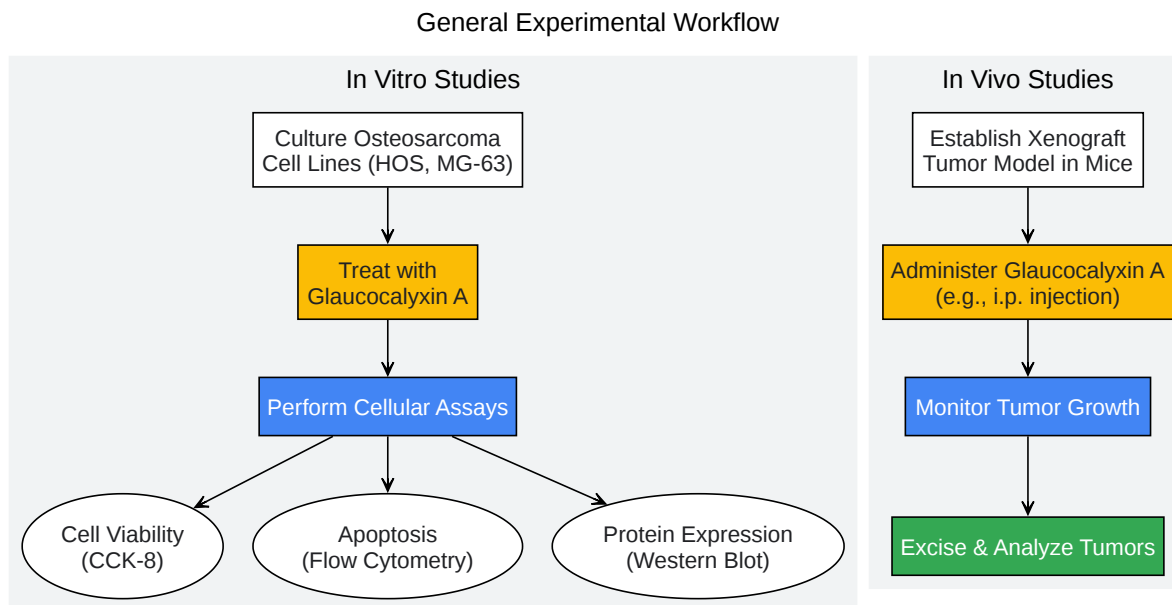 General Experimental Workflow
In Vitro Studies
Culture Osteosarcoma
Cell Lines (HOS, MG-63)
Treat with
Glaucocalyxin A
Perform Cellular Assays
Cell Viability
(CCK-8)
Apoptosis
(Flow Cytometry)
Protein Expression
(Western Blot)
In Vivo Studies
Establish Xenograft
Tumor Model in Mice
Administer Glaucocalyxin A
(e.g., i.p. injection)
Monitor Tumor Growth
Excise & Analyze Tumors